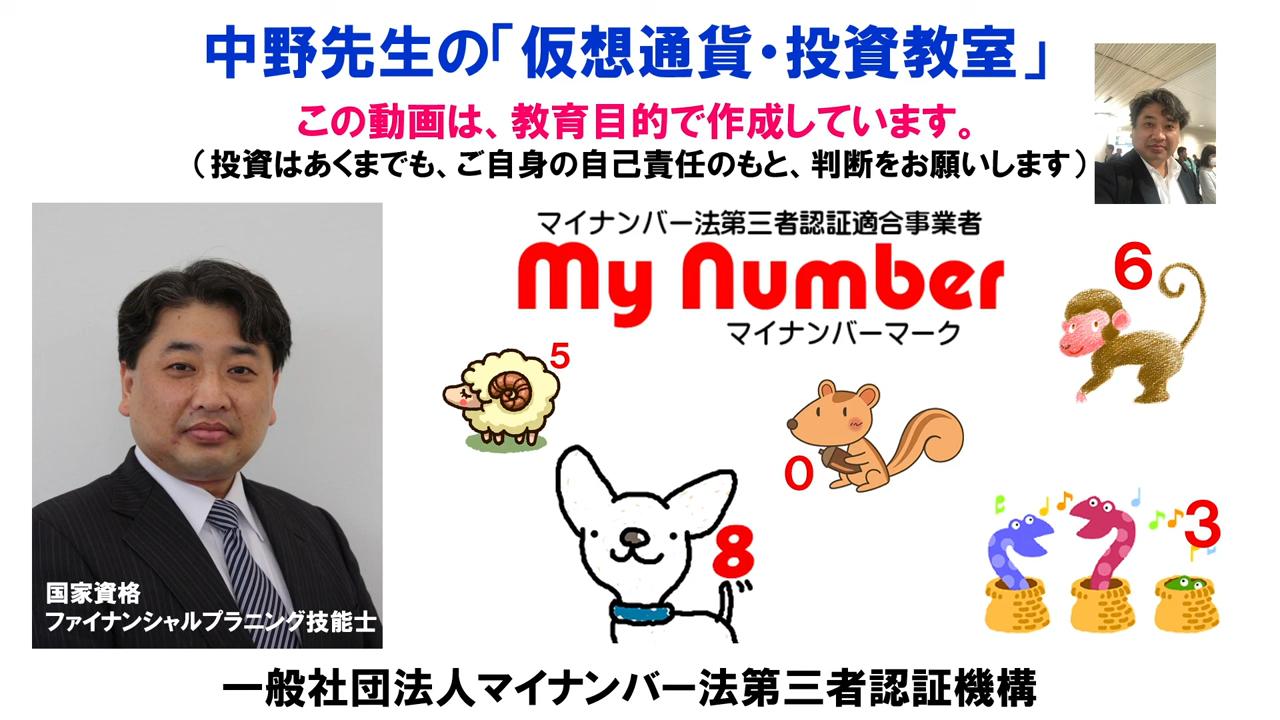 中野先生の「仮想通貨・投資教室」
この動画は、教育目的で作成しています。
（投資はあくまでも、ご自身の自己責任のもと、判断をお願いします）
マイナンバー法第三者認証適合事業者
My Number
マイナンバーマーク
6
5
0
8
3
国家資格
ファイナンシャルプラニング技能士
一般社団法人マイナンバー法第三者認証機構